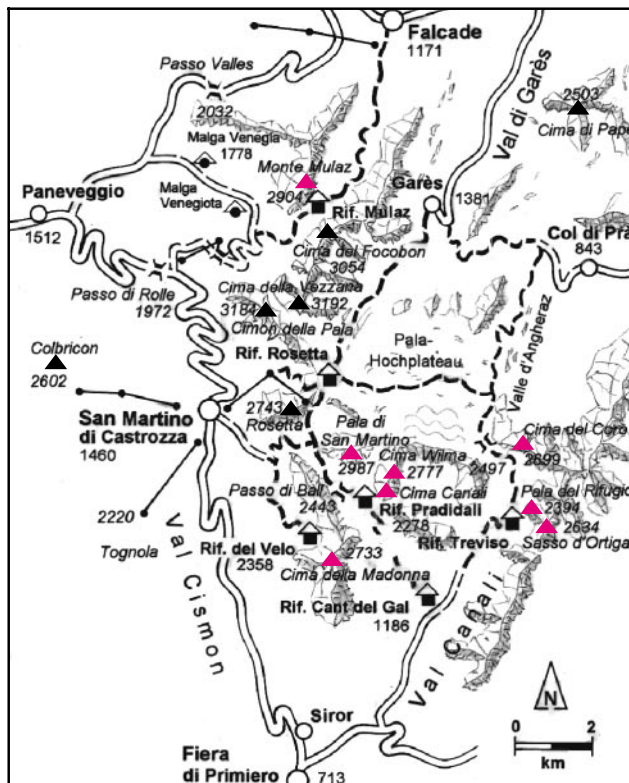 Falcade
1171
Passo Valles
2032
Val di Garès
2503
Cima di Pape
Malga Venegia
1778
Monte Mulaz
2904
Malga
Venegiota
Rif. Mulaz
Garès
1381
Paneveggio
1512
Cima del Focobon
3054
Col di Prà
843
Passo di Rolle
1972
Cima della Vezzana
3192
3184
Cimon della Pala
Pala-
Hochplateau
Valle d'Angheraz
Colbricon
2602
Rif. Rosetta
San Martino
di Castrozza
1460
2743
Rosetta
Pala di
San Martino
2987
Cima Wilma
2777
Cima del Coro
2699
2497
Cima Canali
Passo di Ball
2443
Rif. Pradidali
2278
Pala del Rifugio
2394
2634
Sasso d'Ortiga
2220
Tognola
Rif. del Velo
2358
2733
Cima della Madonna
Rif. Treviso
Rif. Cant del Gal
1186
Val Cismon
Val Canali
Siror
Fiera
di Primiero
713
N
0 2
km